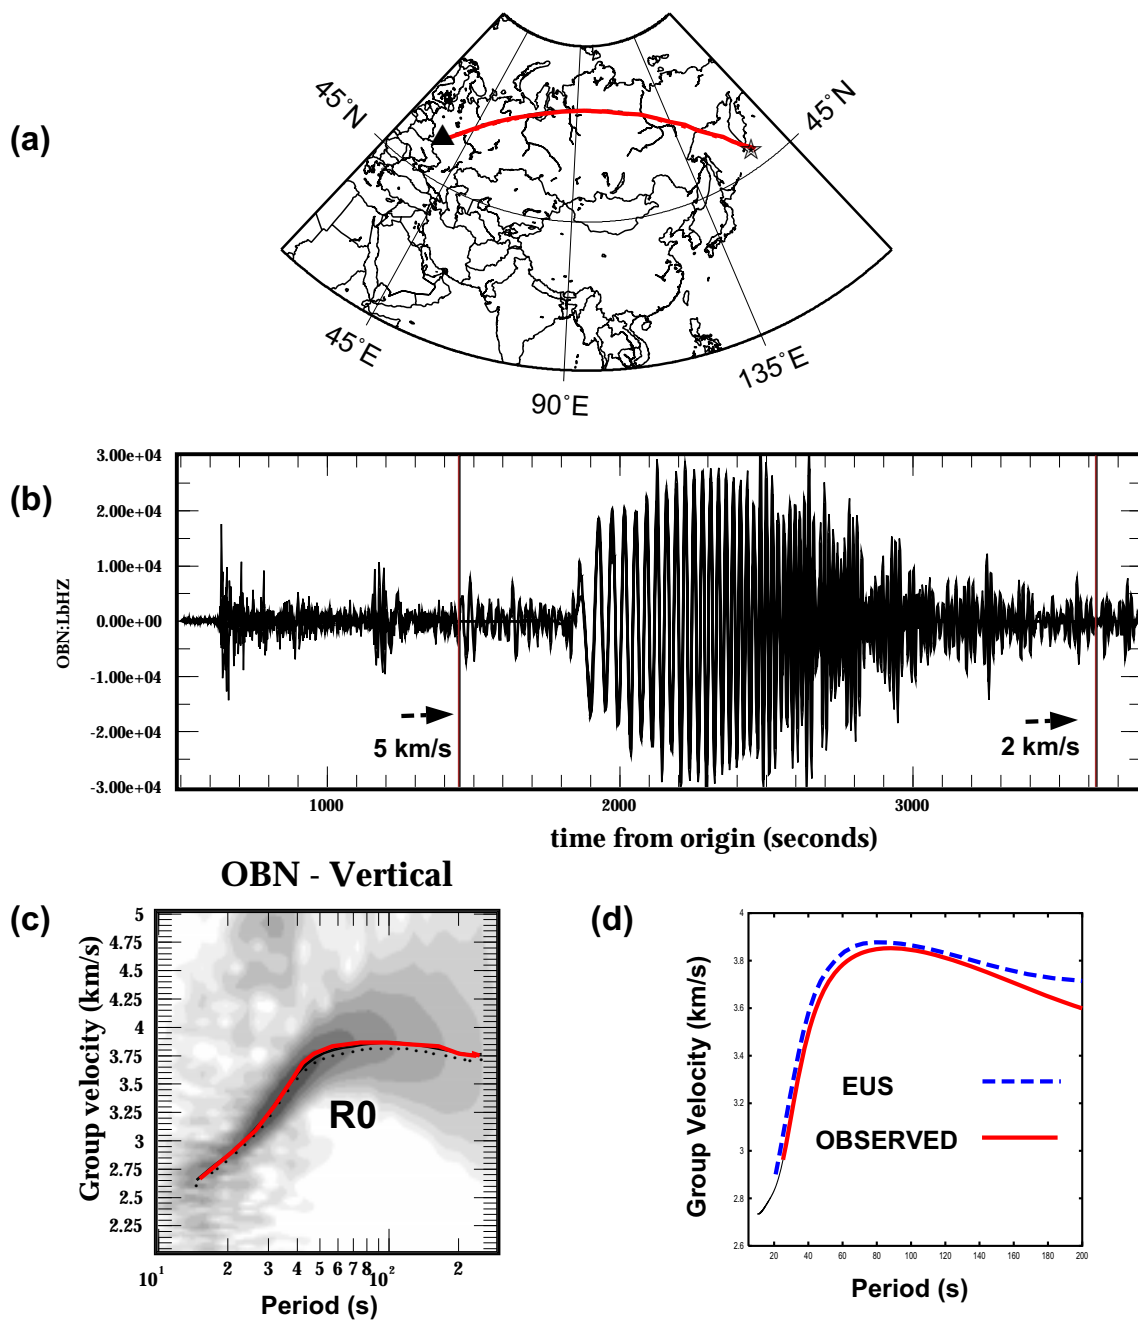 (a)
45°N
45°N
45°E
90°E
135°E
(b)
OBN:LbHZ
3.00e+04
2.00e+04
1.00e+04
0.00e+00
-1.00e+04
-2.00e+04
-3.00e+04
5 km/s
2 km/s
1000 2000 3000
time from origin (seconds)
OBN - Vertical
(c)
Group velocity (km/s)
5
4.75
4.5
4.25
4
3.75
3.5
3.25
3
2.75
2.5
2.25
R0
10¹ 2 3 4 5 6 7 8 10² 2
Period (s)
(d)
Group Velocity (km/s)
4
3.8
3.6
3.4
3.2
3
2.8
2.6
EUS
OBSERVED
20 40 60 80 100 120 140 160 180 200
Period (s)